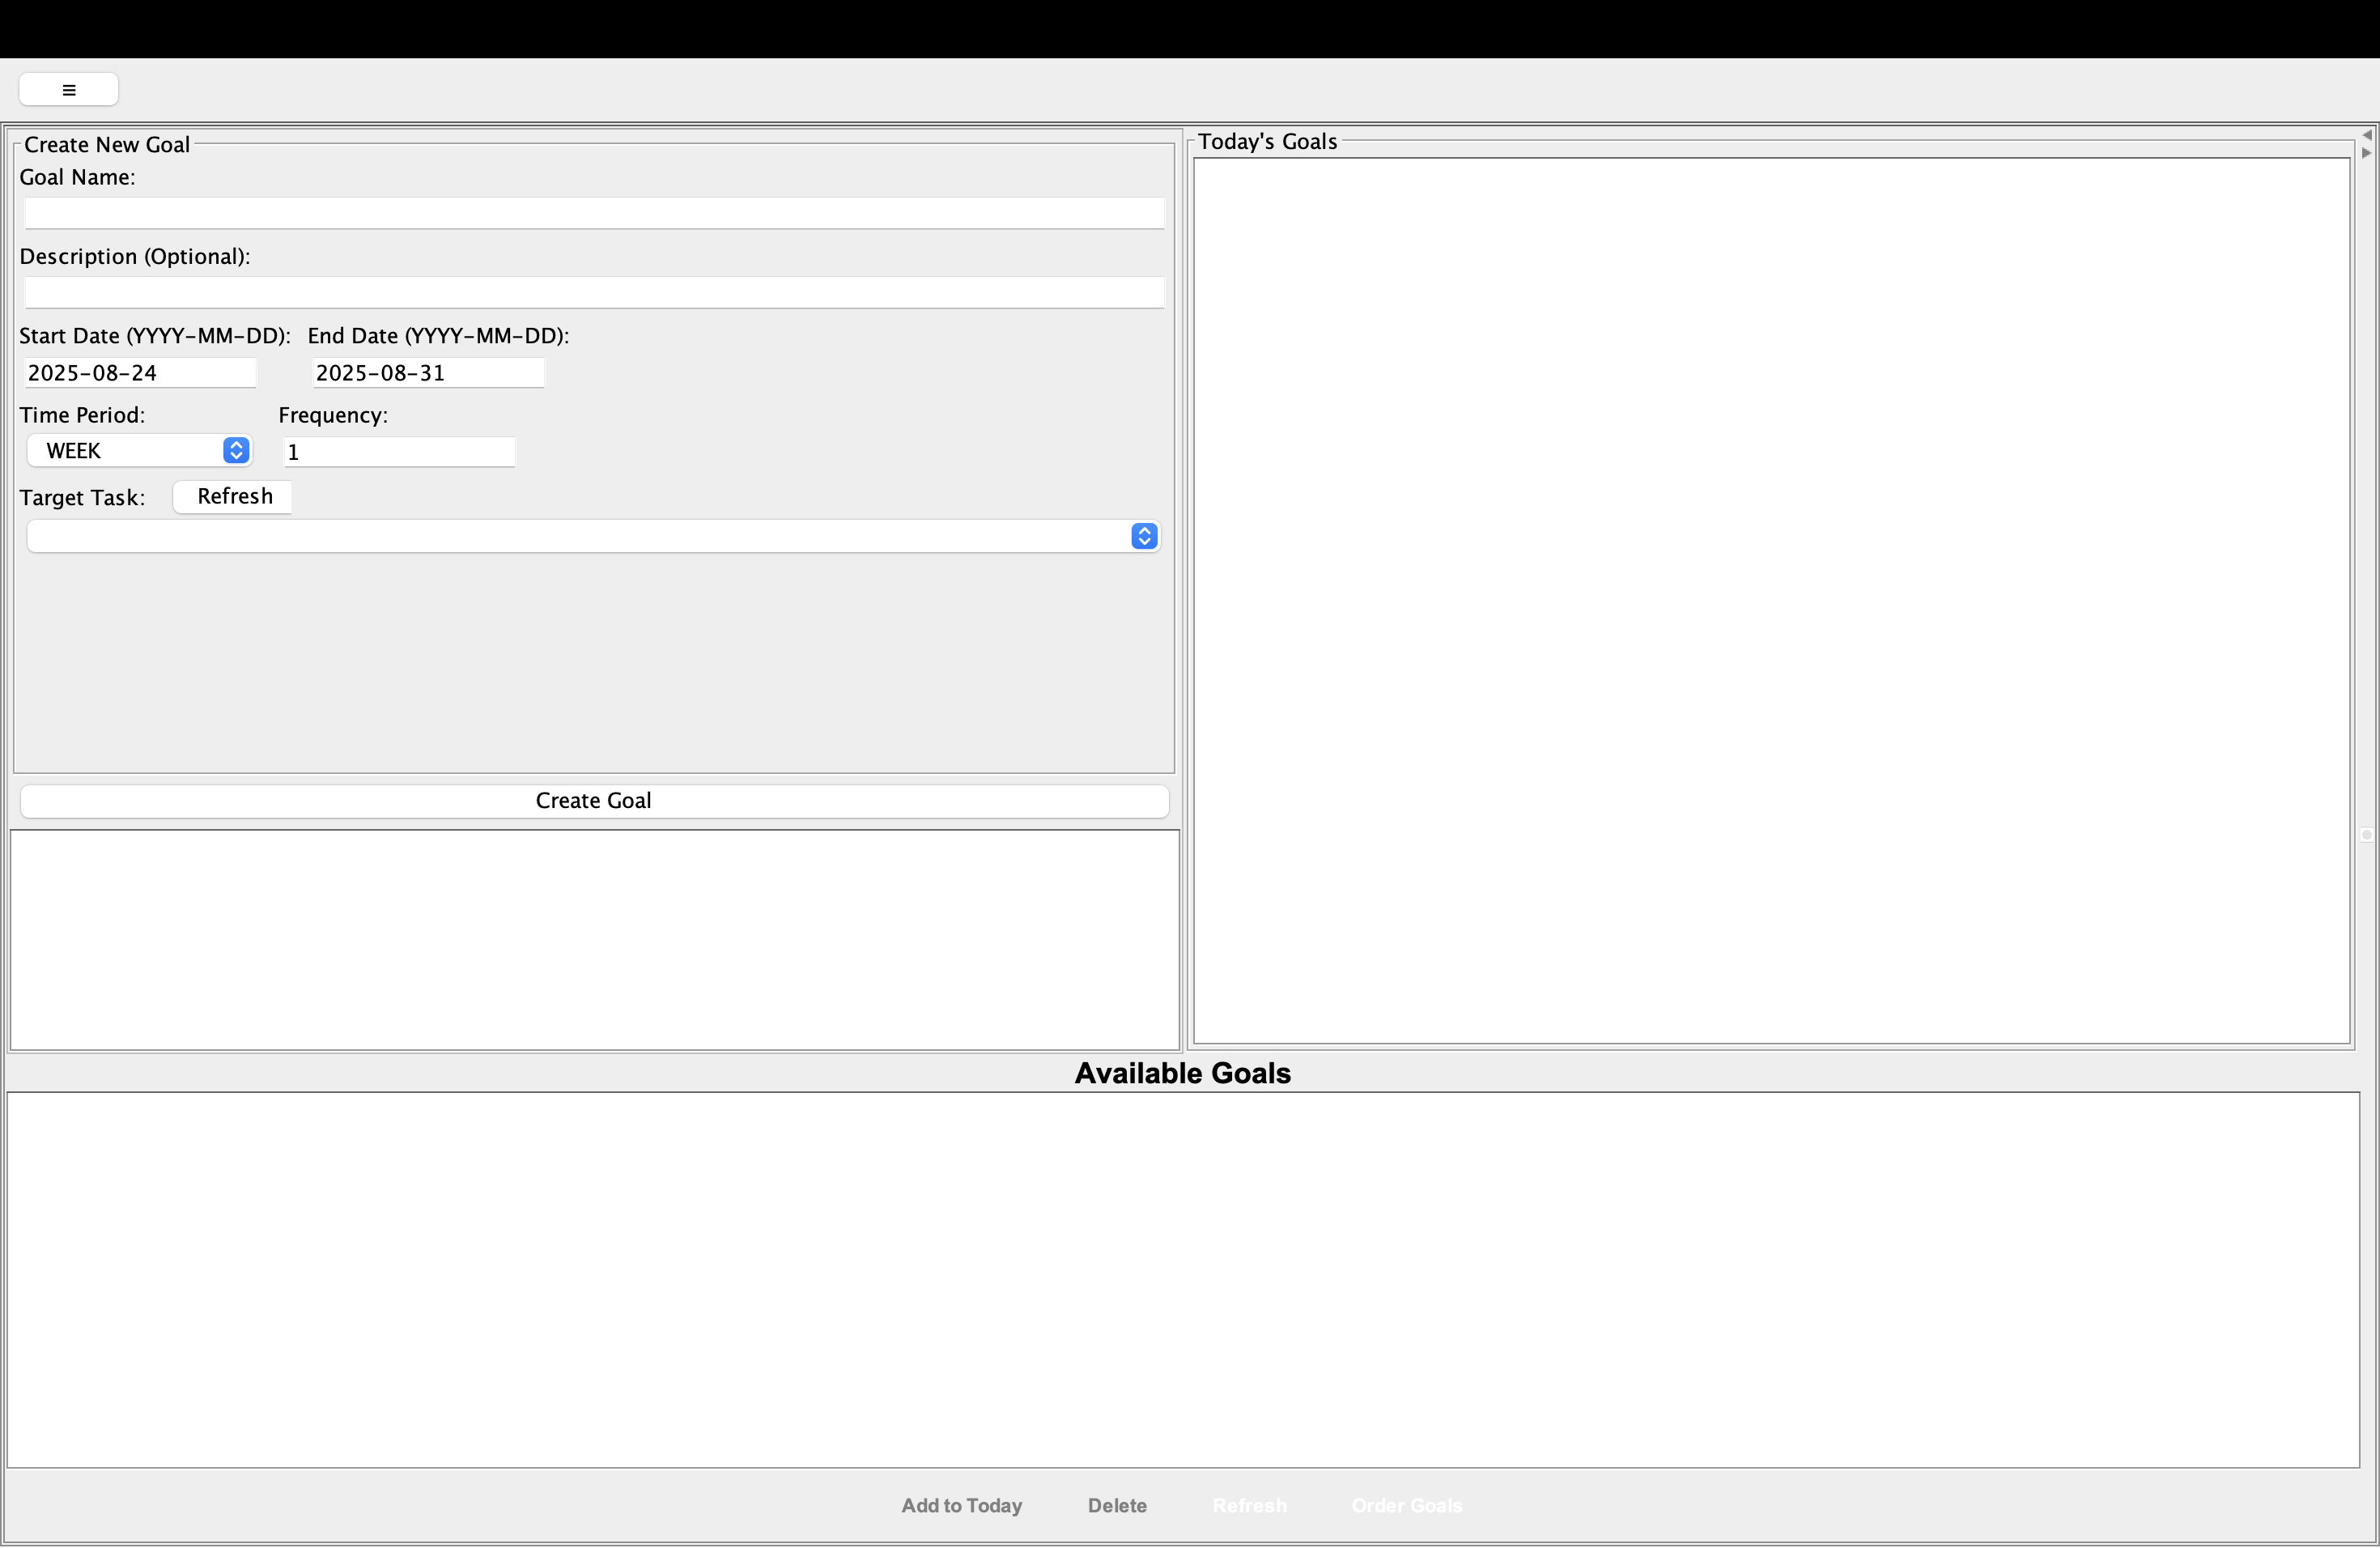 ≡
Create New Goal
Goal Name:
Description (Optional):
Start Date (YYYY-MM-DD): End Date (YYYY-MM-DD):
2025-08-24 2025-08-31
Time Period: Frequency:
WEEK 1
Target Task: Refresh
Create Goal
Today's Goals
Available Goals
Add to Today Delete Refresh Order Goals